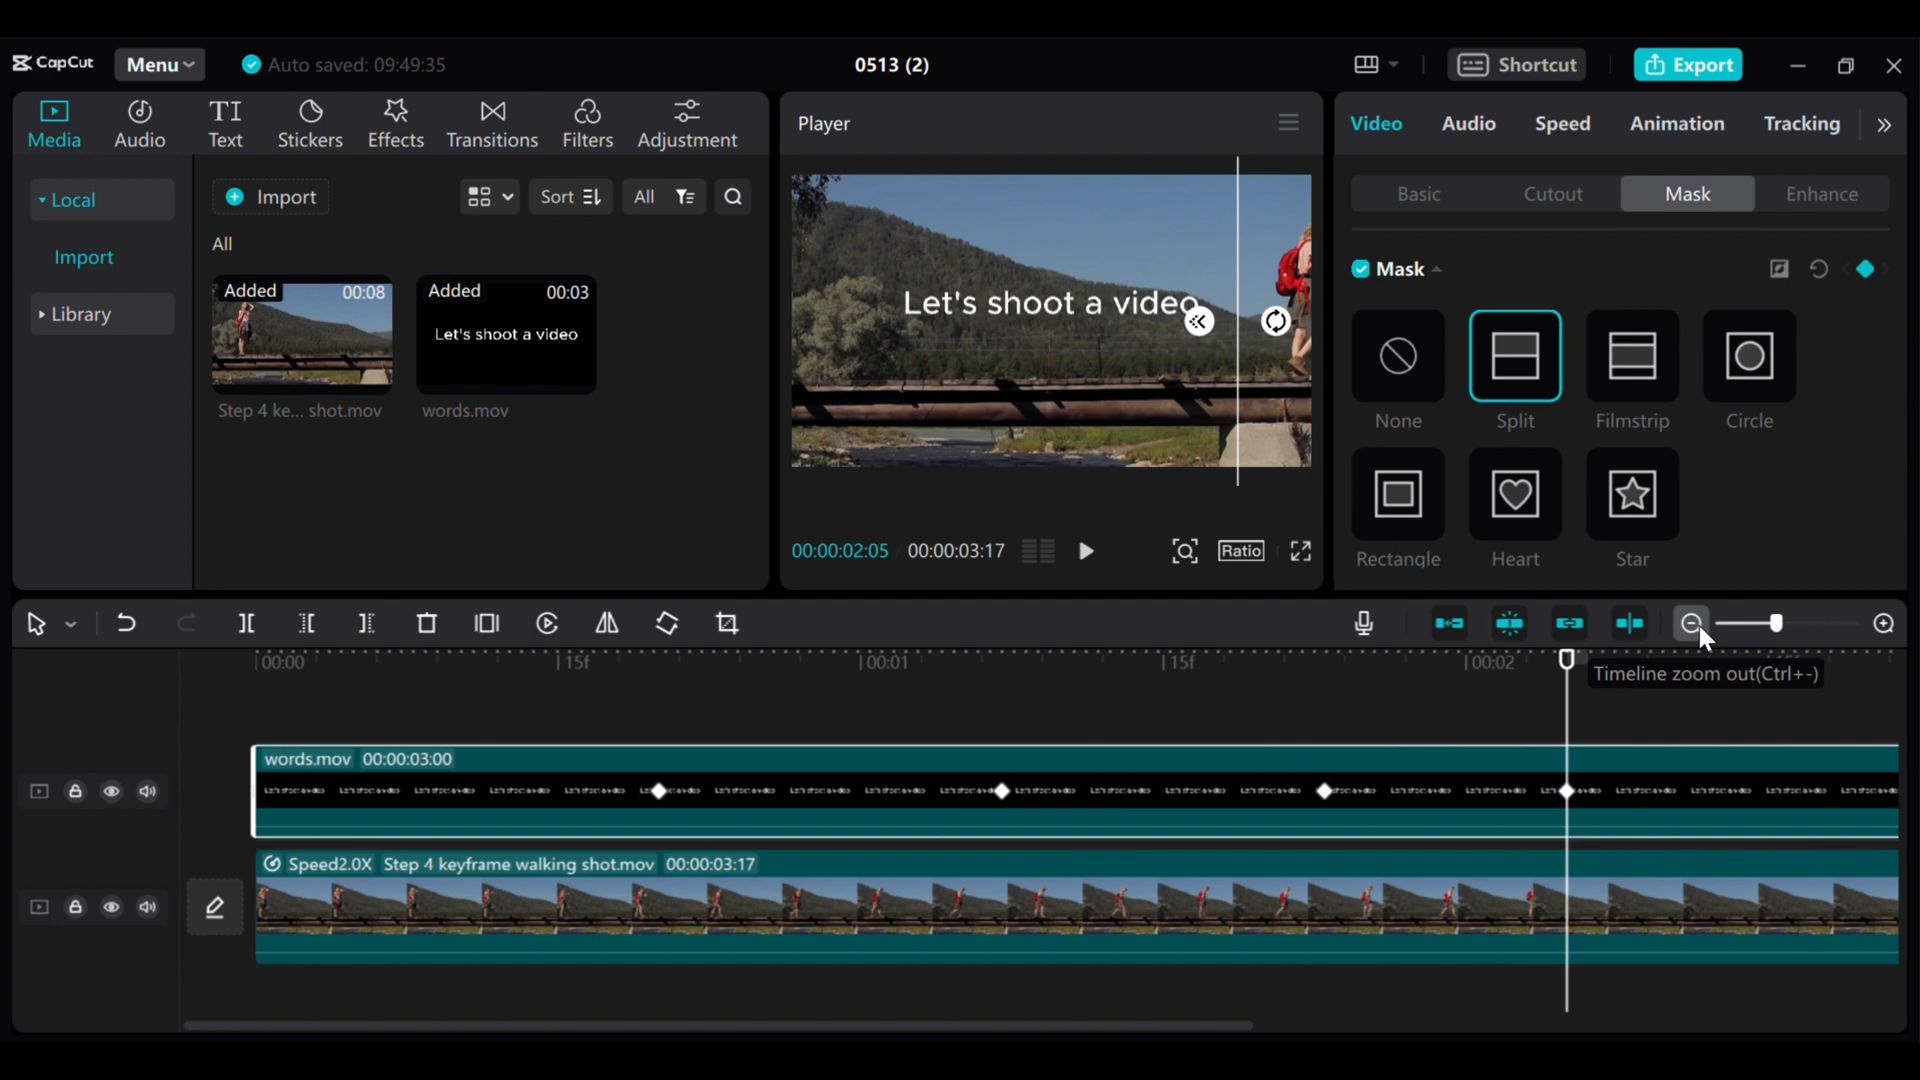 CapCut Menu Auto saved: 09:49:35 0513 (2) Shortcut Export
Media Audio Text Stickers Effects Transitions Filters Adjustment
Local
Import
Library
Import Sort All
All
Added 00:08 Added 00:03
Let's shoot a video
Step 4 ke... shot.mov words.mov
Player
Let's shoot a video
00:00:02:05 00:00:03:17 Ratio
Video Audio Speed Animation Tracking
Basic Cutout Mask Enhance
Mask
None Split Filmstrip Circle
Rectangle Heart Star
00:00 15f 00:01 15f 00:02
Timeline zoom out(Ctrl+-)
words.mov 00:00:03:00
Speed2.0X Step 4 keyframe walking shot.mov 00:00:03:17